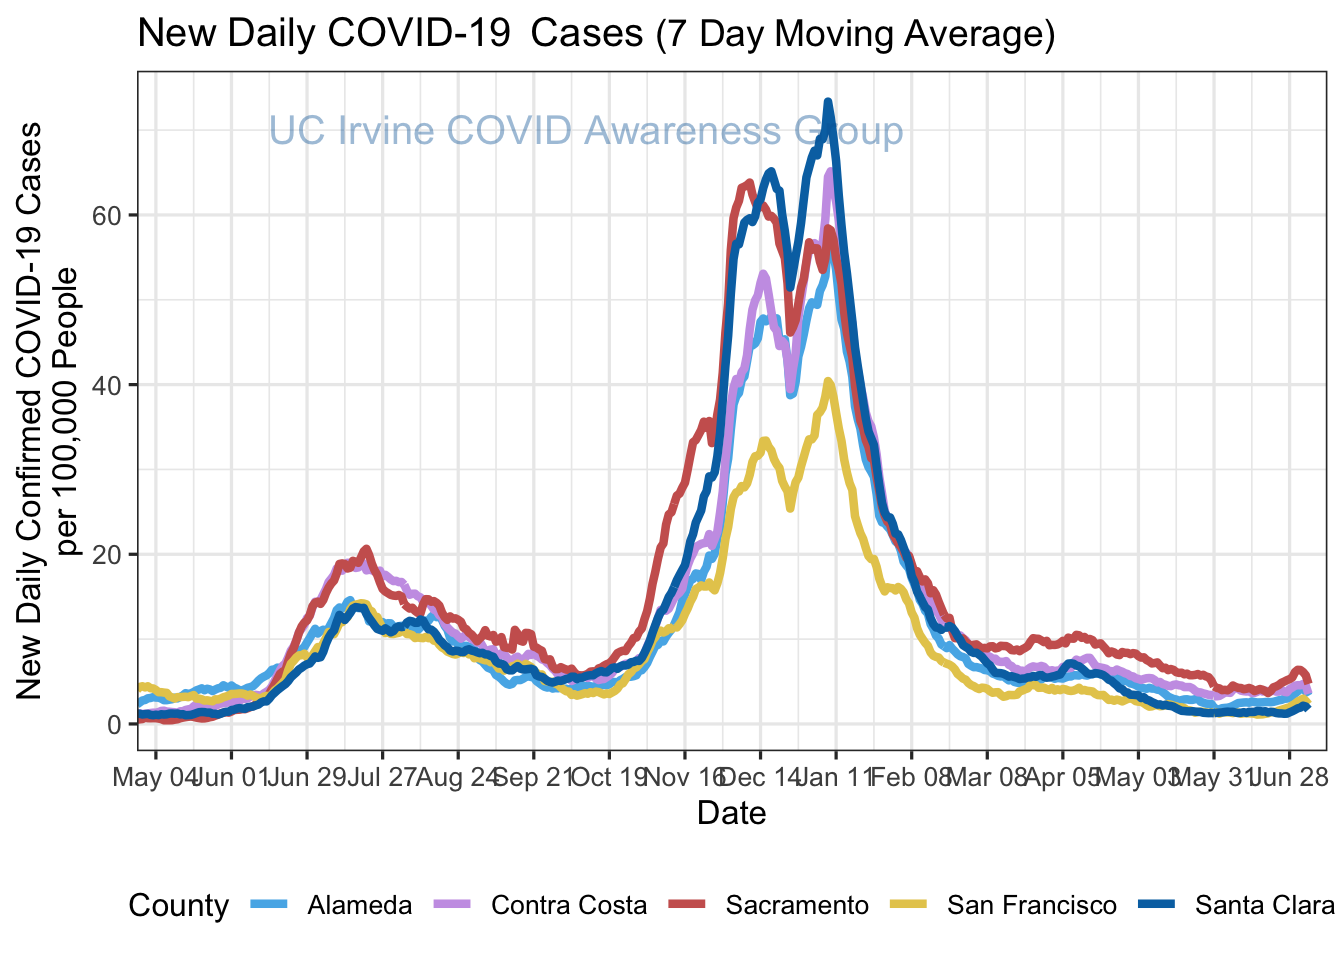 New Daily COVID-19 Cases (7 Day Moving Average)
UC Irvine COVID Awareness Group
New Daily Confirmed COVID-19 Cases
per 100,000 People
60
40
20
0
May 04 Jun 01 Jun 29 Jul 27 Aug 24 Sep 21 Oct 19 Nov 16 Dec 14 Jan 11 Feb 08 Mar 08 Apr 05 May 03 May 31 Jun 28
Date
County Alameda Contra Costa Sacramento San Francisco Santa Clara